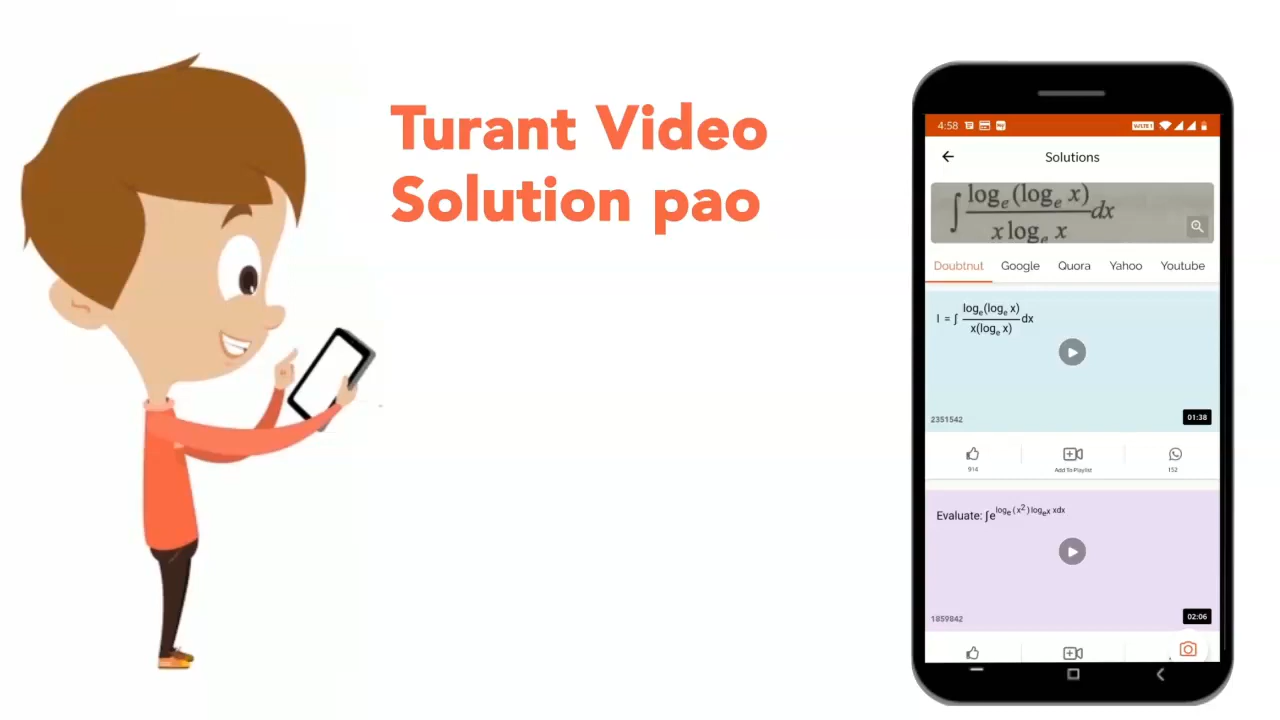 Turant Video
Solution pao
4:58
VoLTE1
Solutions
∫ logₑ(logₑ x) / x logₑ x dx
Doubtnut Google Quora Yahoo Youtube
I = ∫ logₑ(logₑ x) / x(logₑ x) dx
2351542 01:38
914 Add To Playlist 152
Evaluate: ∫e^logₑ(x²)logₑx xdx
1859842 02:06